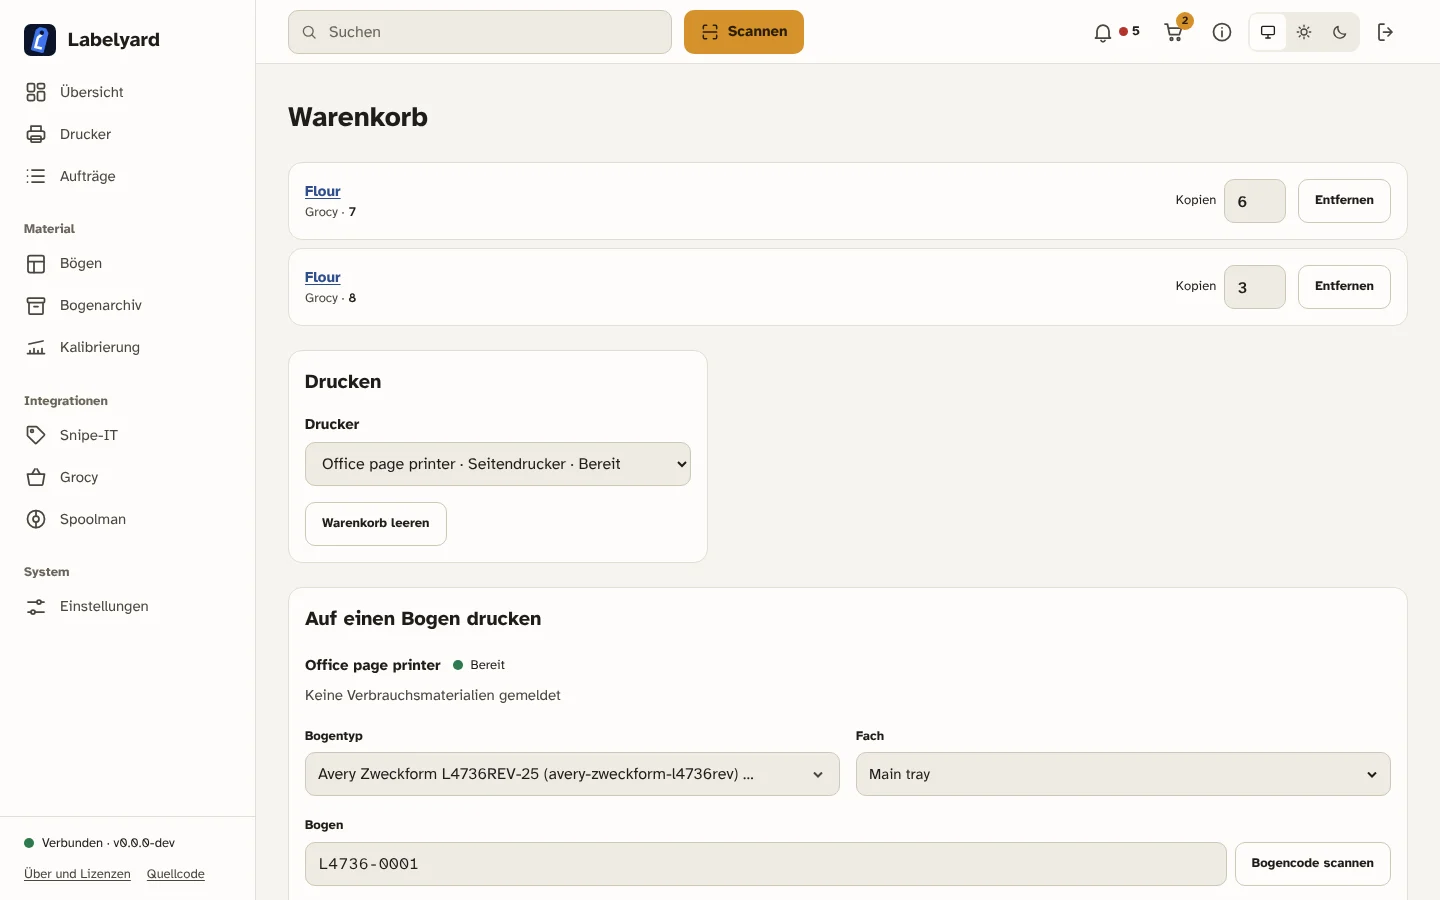 Labelyard
Suchen
Scannen
5
2
Übersicht
Drucker
Aufträge
Material
Bögen
Bogenarchiv
Kalibrierung
Integrationen
Snipe-IT
Grocy
Spoolman
System
Einstellungen
Verbunden · v0.0.0-dev
Über und Lizenzen Quellcode
Warenkorb
Flour
Grocy · 7
Kopien 6 Entfernen
Flour
Grocy · 8
Kopien 3 Entfernen
Drucken
Drucker
Office page printer · Seitendrucker · Bereit
Warenkorb leeren
Auf einen Bogen drucken
Office page printer Bereit
Keine Verbrauchsmaterialien gemeldet
Bogentyp Fach
Avery Zweckform L4736REV-25 (avery-zweckform-l4736rev) ... Main tray
Bogen
L4736-0001 Bogencode scannen